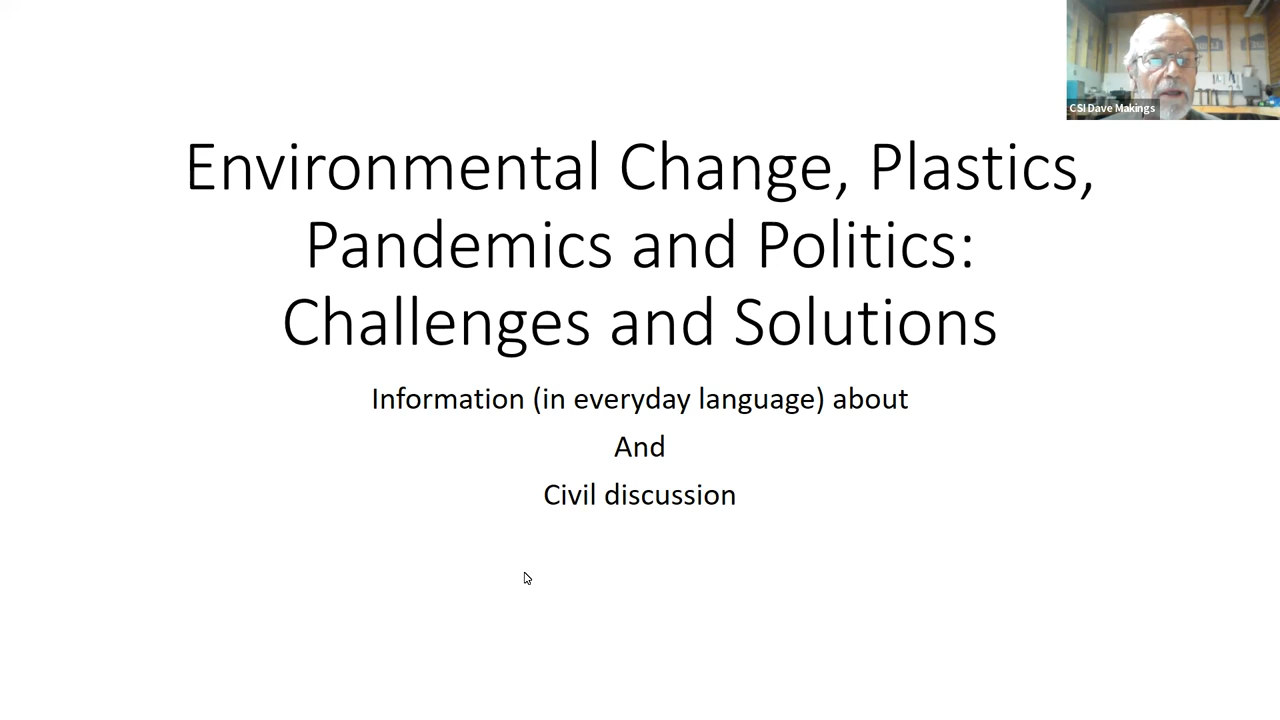 CSI Dave Makings
Environmental Change, Plastics,
Pandemics and Politics:
Challenges and Solutions
Information (in everyday language) about
And
Civil discussion